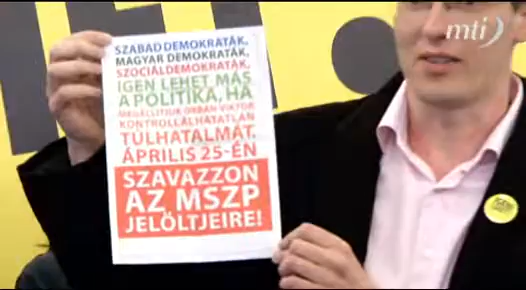 mti
SZABAD DEMOKRATÁK,
MAGYAR DEMOKRATÁK,
SZOCIÁLDEMOKRATÁK,
IGEN LEHET MÁS
A POLITIKA, HA
MEGÁLLÍTJUK ORBÁN VIKTOR
KONTROLLÁLHATATLAN
TÚLHATALMÁT.
ÁPRILIS 25-ÉN
SZAVAZZON
AZ MSZP
JELÖLTJEIRE!